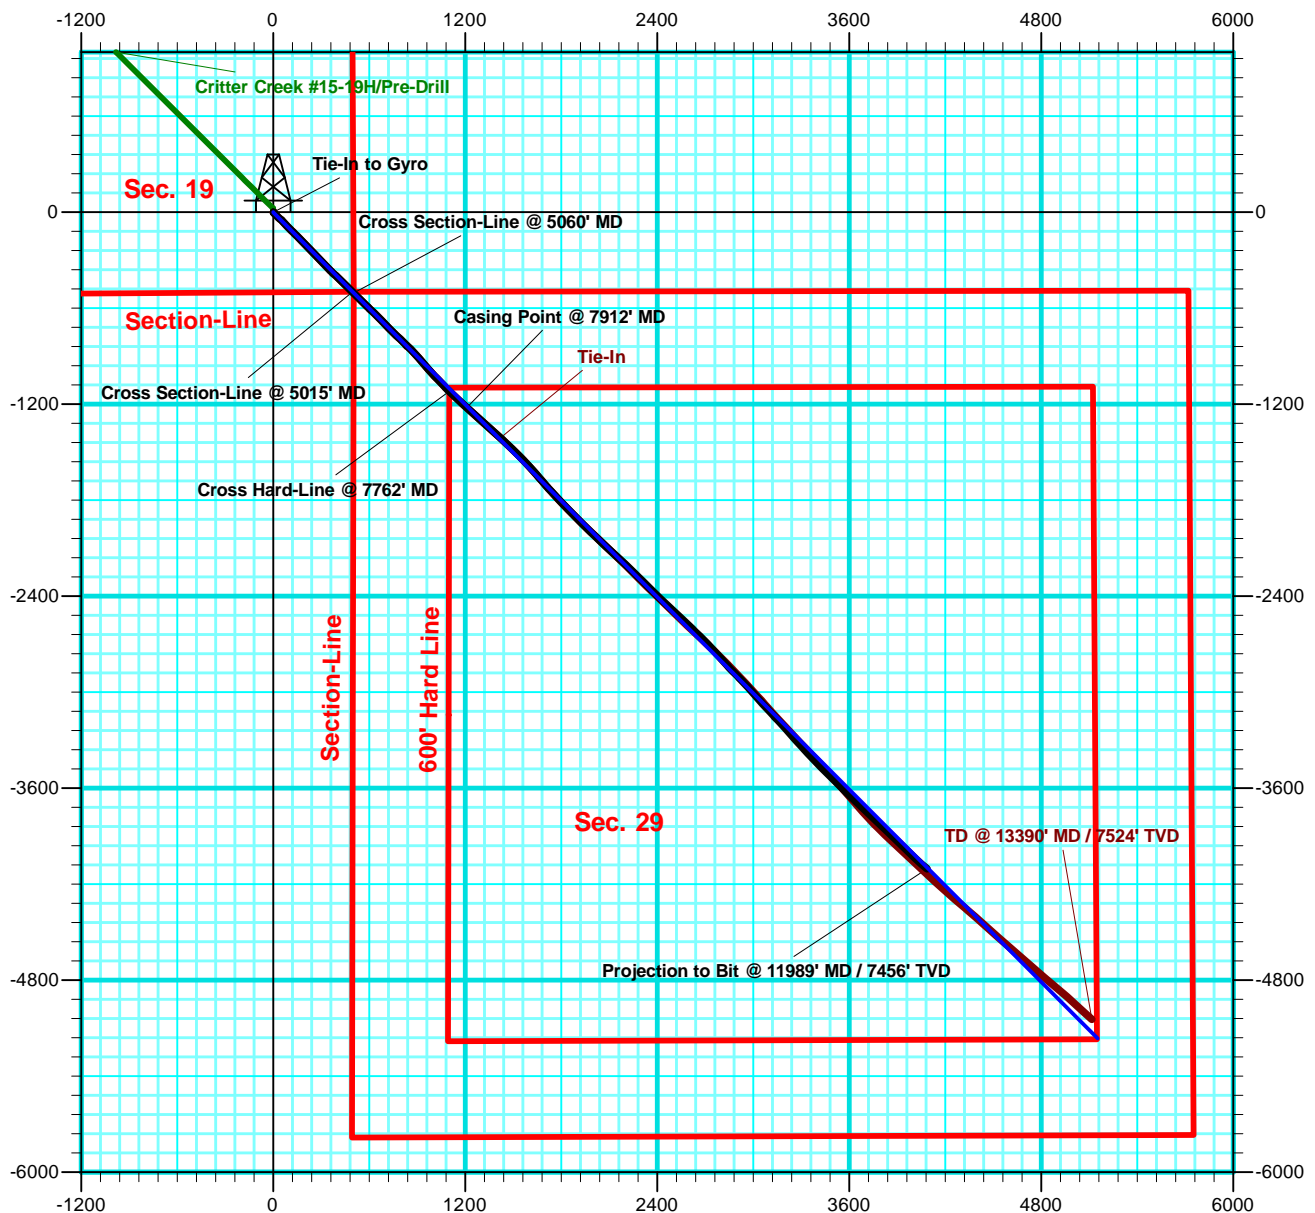 -1200 0 1200 2400 3600 4800 6000
Critter Creek #15-19H/Pre-Drill
Tie-In to Gyro
Sec. 19
0 0
Cross Section-Line @ 5060' MD
Section-Line
Casing Point @ 7912' MD
Tie-In
Cross Section-Line @ 5015' MD
-1200 -1200
Cross Hard-Line @ 7762' MD
-2400 -2400
Section-Line
600' Hard Line
-3600 -3600
Sec. 29
TD @ 13390' MD / 7524' TVD
Projection to Bit @ 11989' MD / 7456' TVD
-4800 -4800
-6000 -6000
-1200 0 1200 2400 3600 4800 6000